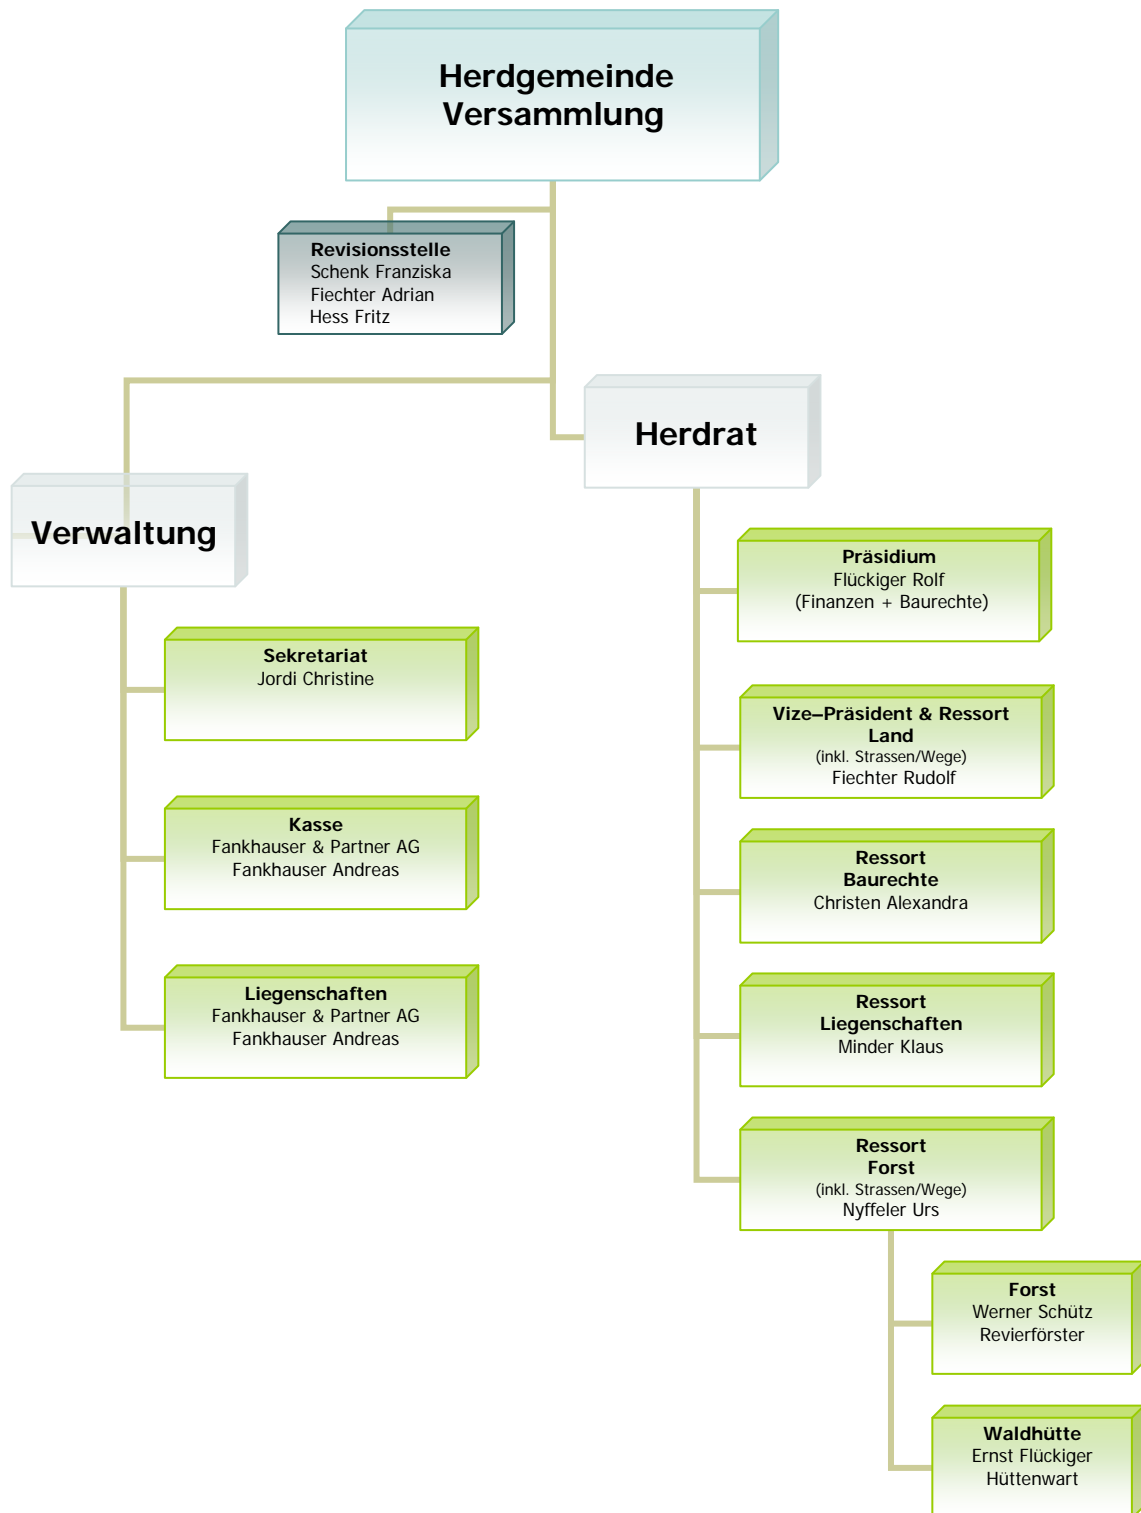 Herdgemeinde
Versammlung
Revisionsstelle
Schenk Franziska
Fiechter Adrian
Hess Fritz
Herdrat
Verwaltung
Präsidium
Flückiger Rolf
(Finanzen + Baurechte)
Sekretariat
Jordi Christine
Vize–Präsident & Ressort
Land
(inkl. Strassen/Wege)
Fiechter Rudolf
Kasse
Fankhauser & Partner AG
Fankhauser Andreas
Ressort
Baurechte
Christen Alexandra
Liegenschaften
Fankhauser & Partner AG
Fankhauser Andreas
Ressort
Liegenschaften
Minder Klaus
Ressort
Forst
(inkl. Strassen/Wege)
Nyffeler Urs
Forst
Werner Schütz
Revierförster
Waldhütte
Ernst Flückiger
Hüttenwart